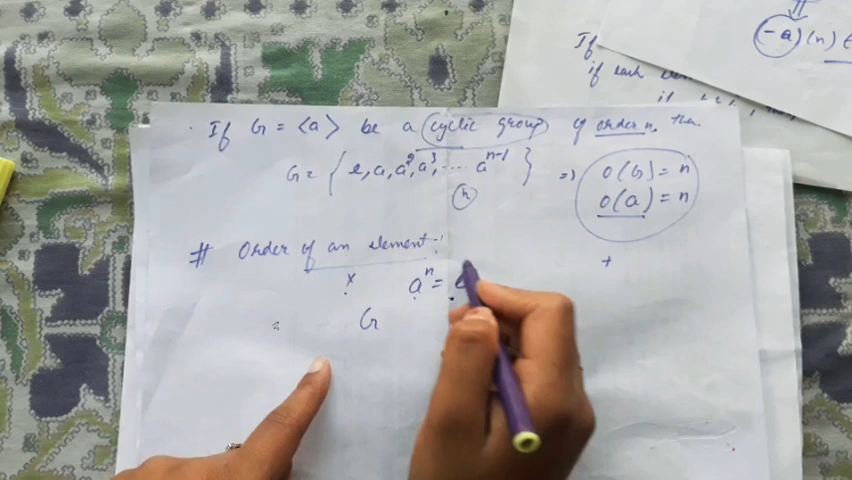 If G = <a> be a cyclic group of order n, then
G = { e, a, a², a³, .... aⁿ⁻¹ } => O(G) = n
n O(a) = n
# Order of an element :-
x aⁿ = e
+
G
(-a) (n)
If
if each